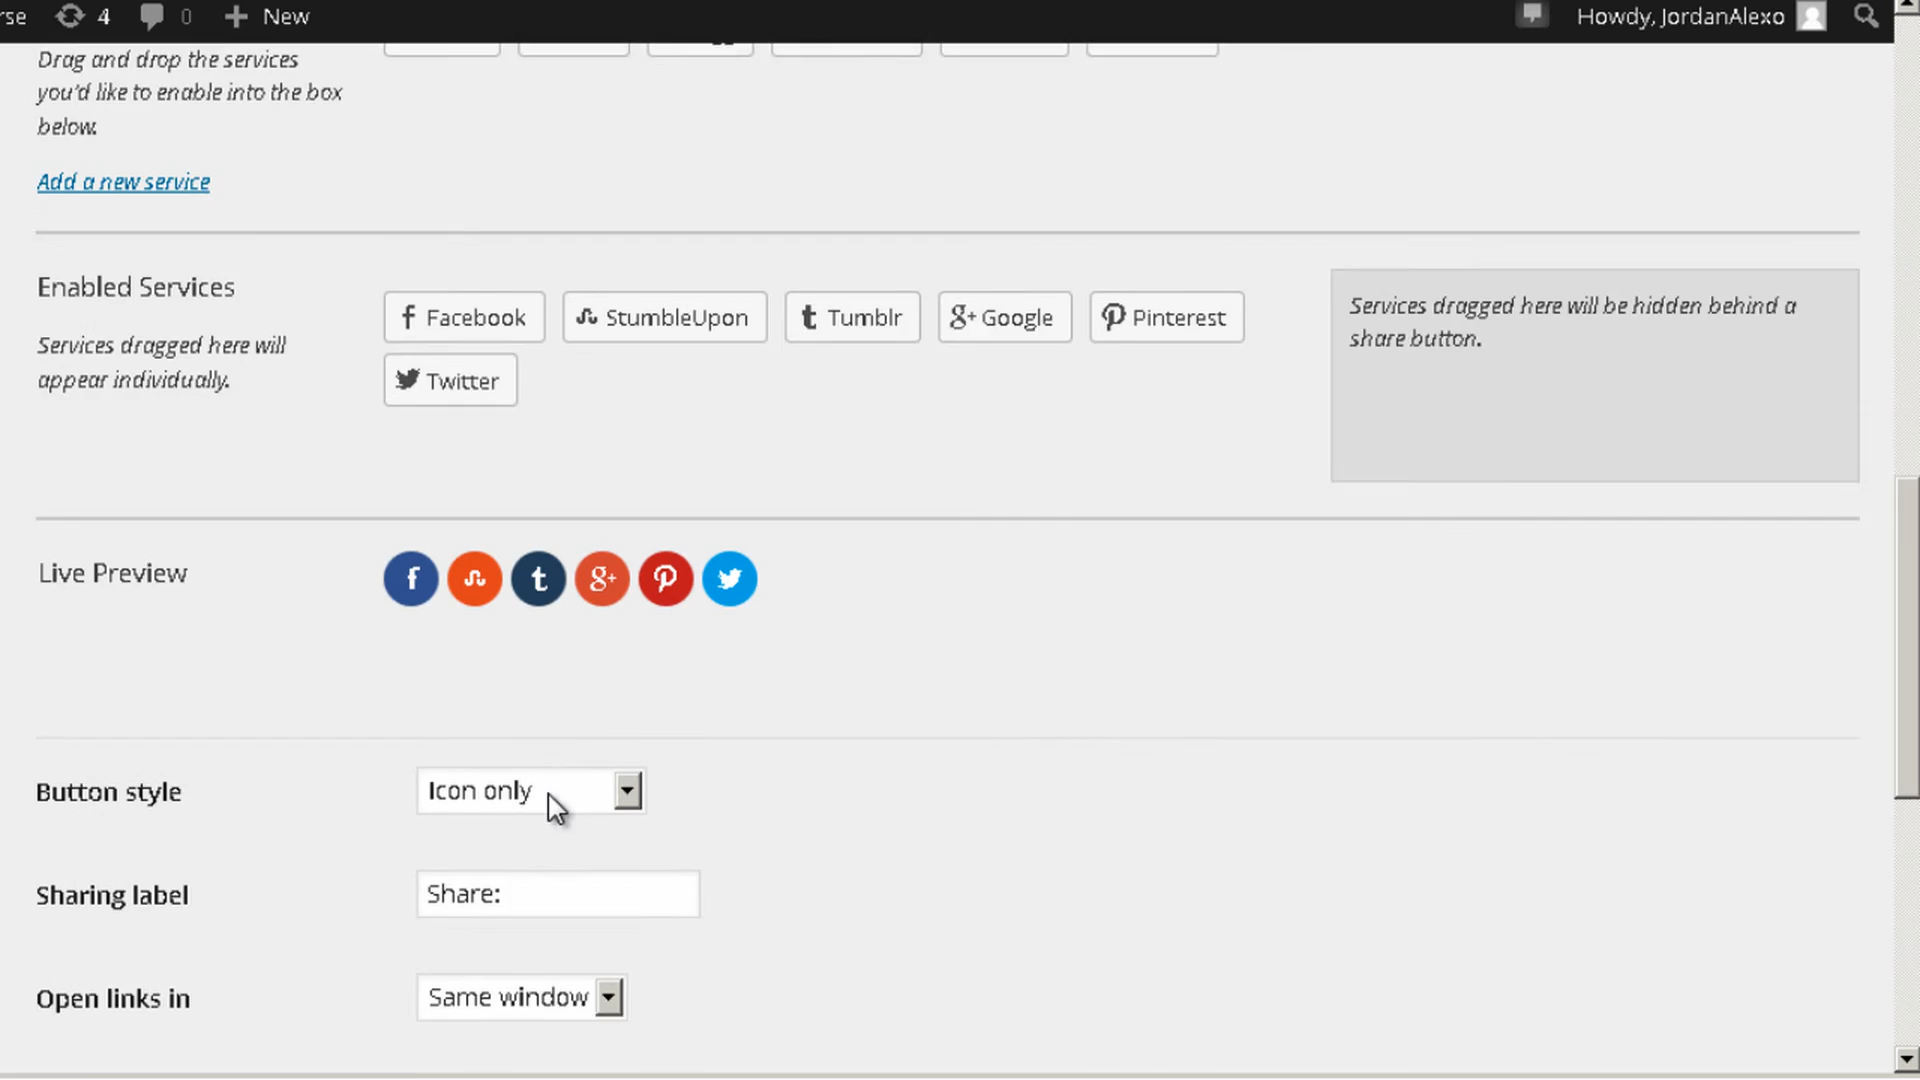 rse 4 0 New Howdy, JordanAlexo
Drag and drop the services
you'd like to enable into the box
below.
Add a new service
Enabled Services
Services dragged here will
appear individually.
Facebook StumbleUpon Tumblr Google Pinterest
Twitter
Services dragged here will be hidden behind a
share button.
Live Preview
Button style Icon only
Sharing label Share:
Open links in Same window